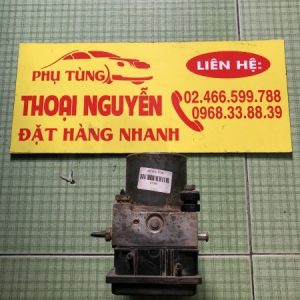 PHỤ TÙNG
LIÊN HỆ:
THOẠI NGUYỄN
02.466.599.788
0968.33.88.39
ĐẶT HÀNG NHANH